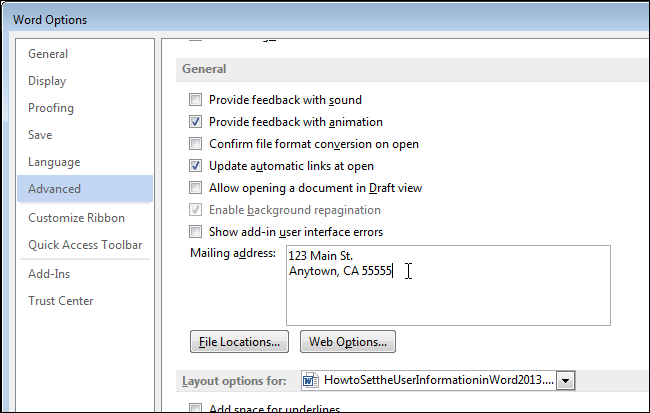 Word Options
General
Display
Proofing
Save
Language
Advanced
Customize Ribbon
Quick Access Toolbar
Add-Ins
Trust Center
General
Provide feedback with sound
Provide feedback with animation
Confirm file format conversion on open
Update automatic links at open
Allow opening a document in Draft view
Enable background repagination
Show add-in user interface errors
Mailing address:
123 Main St.
Anytown, CA 55555
File Locations...
Web Options...
Layout options for:
HowtoSettheUserInformationinWord2013....
Add space for underlines